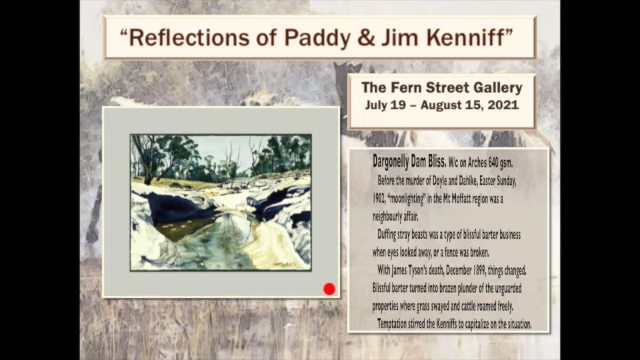 “Reflections of Paddy & Jim Kenniff”
The Fern Street Gallery
July 19 – August 15, 2021
Dargonelly Dam Bliss. W/c on Arches 640 gsm.
Before the murder of Doyle and Dahlke, Easter Sunday,
1902, “moonlighting” in the Mt Moffatt region was a
neighbourly affair.
Duffing stray beasts was a type of blissful barter business
when eyes looked away, or a fence was broken.
With James Tyson's death, December 1899, things changed.
Blissful barter turned into brazen plunder of the unguarded
properties where grass swayed and cattle roamed freely.
Temptation stirred the Kenniffs to capitalize on the situation.